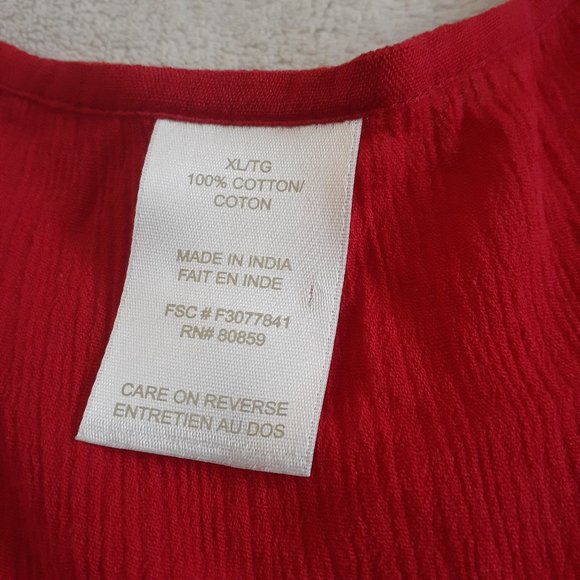 XL/TG
100% COTTON/
COTON
MADE IN INDIA
FAIT EN INDE
FSC # F3077841
RN# 80859
CARE ON REVERSE
ENTRETIEN AU DOS